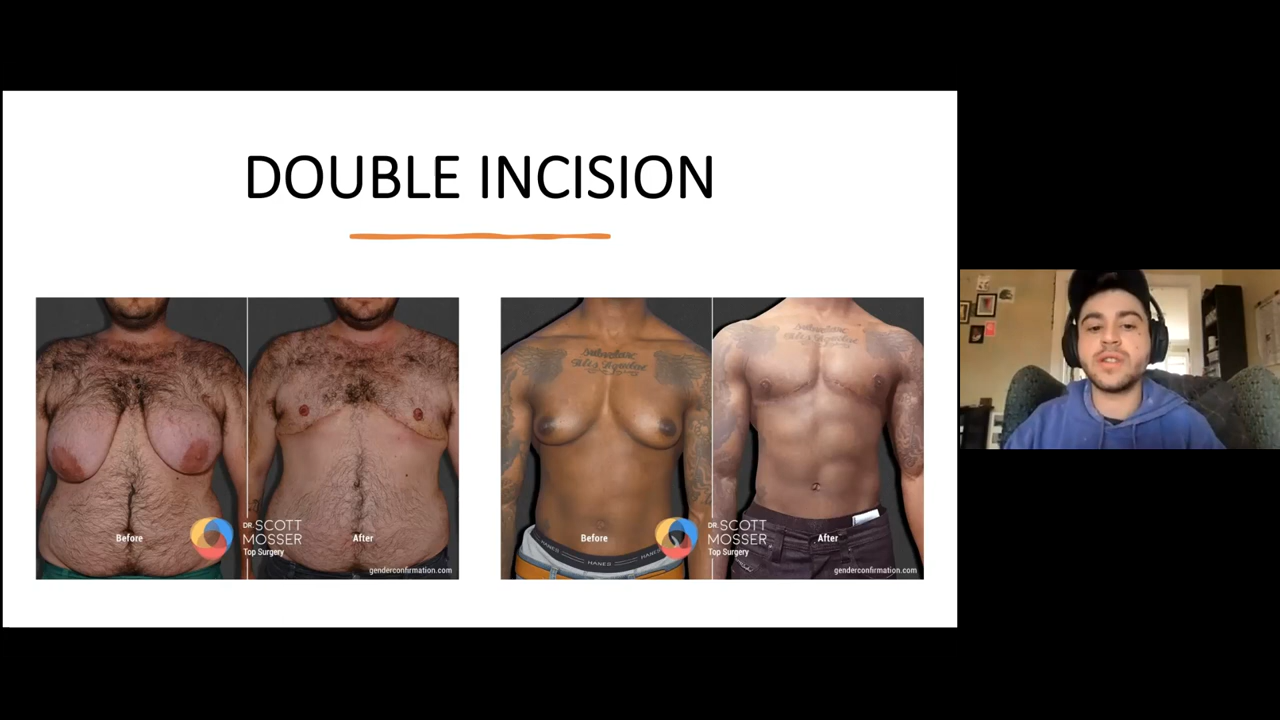 DOUBLE INCISION
Before
DR. SCOTT
MOSSER
Top Surgery
After
genderconfirmation.com
Before
HANES
HANES
HANES
DR. SCOTT
MOSSER
Top Surgery
After
genderconfirmation.com